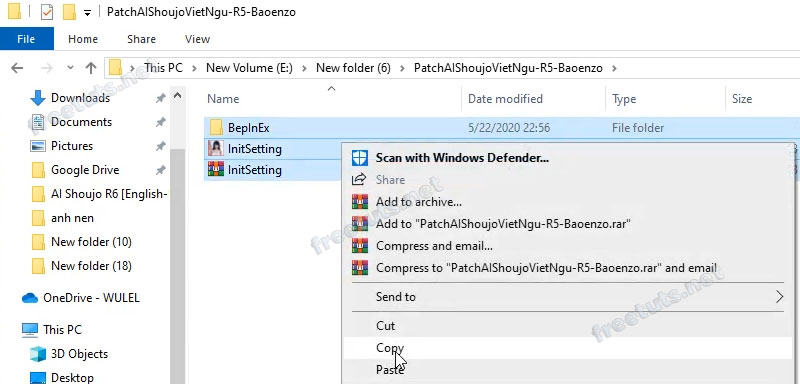 PatchAIShoujoVietNgu-R5-Baoenzo
File Home Share View
This PC New Volume (E:) New folder (6) PatchAIShoujoVietNgu-R5-Baoenzo
Name Date modified Type Size
Downloads
Documents
Pictures
Google Drive
AI Shoujo R6 [English-
anh nen
New folder (10)
New folder (18)
OneDrive - WULEL
This PC
3D Objects
Desktop
BepInEx 5/22/2020 22:56 File folder
InitSetting
InitSetting
Scan with Windows Defender...
Share
Add to archive...
Add to "PatchAIShoujoVietNgu-R5-Baoenzo.rar"
Compress and email...
Compress to "PatchAIShoujoVietNgu-R5-Baoenzo.rar" and email
Send to
Cut
Copy
Paste
freetuts.net
freetuts.net
freetuts.net